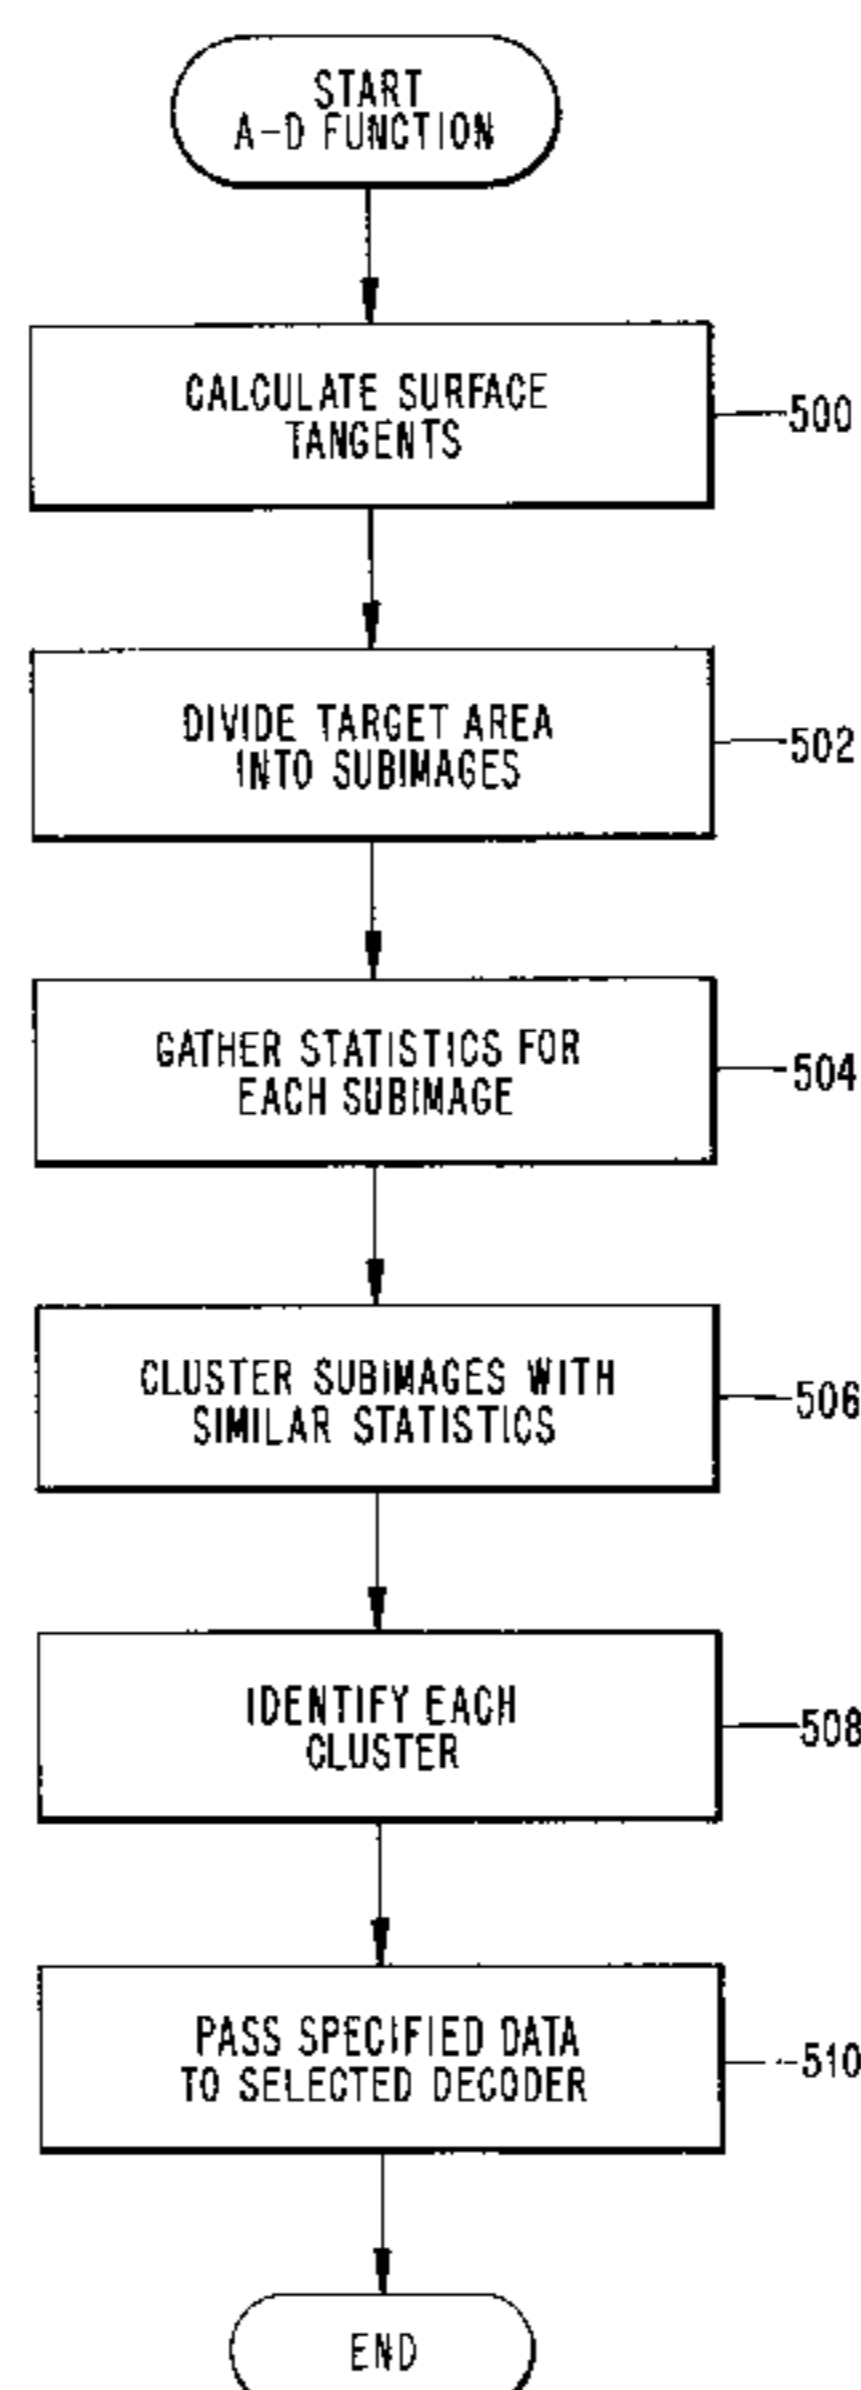 START
A-D FUNCTION
CALCULATE SURFACE
TANGENTS
500
DIVIDE TARGET AREA
INTO SUBIMAGES
502
GATHER STATISTICS FOR
EACH SUBIMAGE
504
CLUSTER SUBIMAGES WITH
SIMILAR STATISTICS
506
IDENTIFY EACH
CLUSTER
508
PASS SPECIFIED DATA
TO SELECTED DECODER
510
END